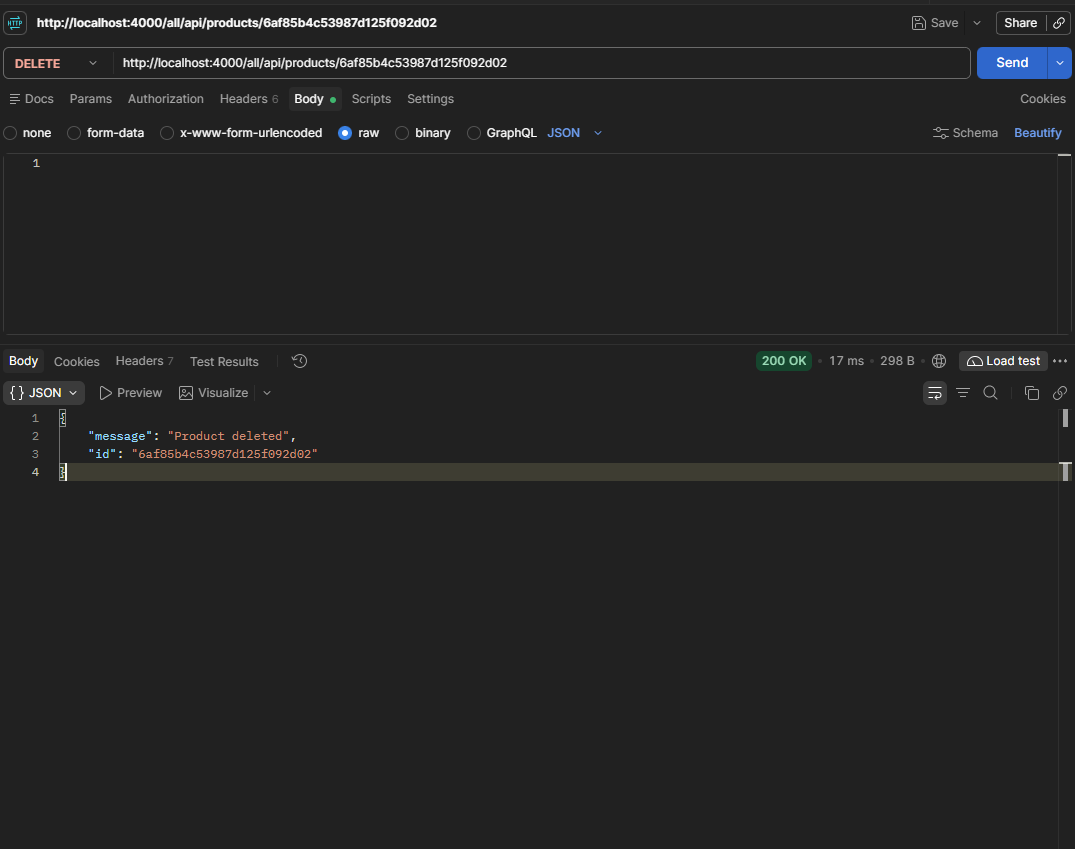 HTTP http://localhost:4000/all/api/products/6af85b4c53987d125f092d02 Save Share
DELETE http://localhost:4000/all/api/products/6af85b4c53987d125f092d02 Send
Docs Params Authorization Headers 6 Body Scripts Settings Cookies
none form-data x-www-form-urlencoded raw binary GraphQL JSON Schema Beautify
1
Body Cookies Headers 7 Test Results 200 OK • 17 ms • 298 B • Load test
{} JSON Preview Visualize
1 {
2 "message": "Product deleted",
3 "id": "6af85b4c53987d125f092d02"
4 }